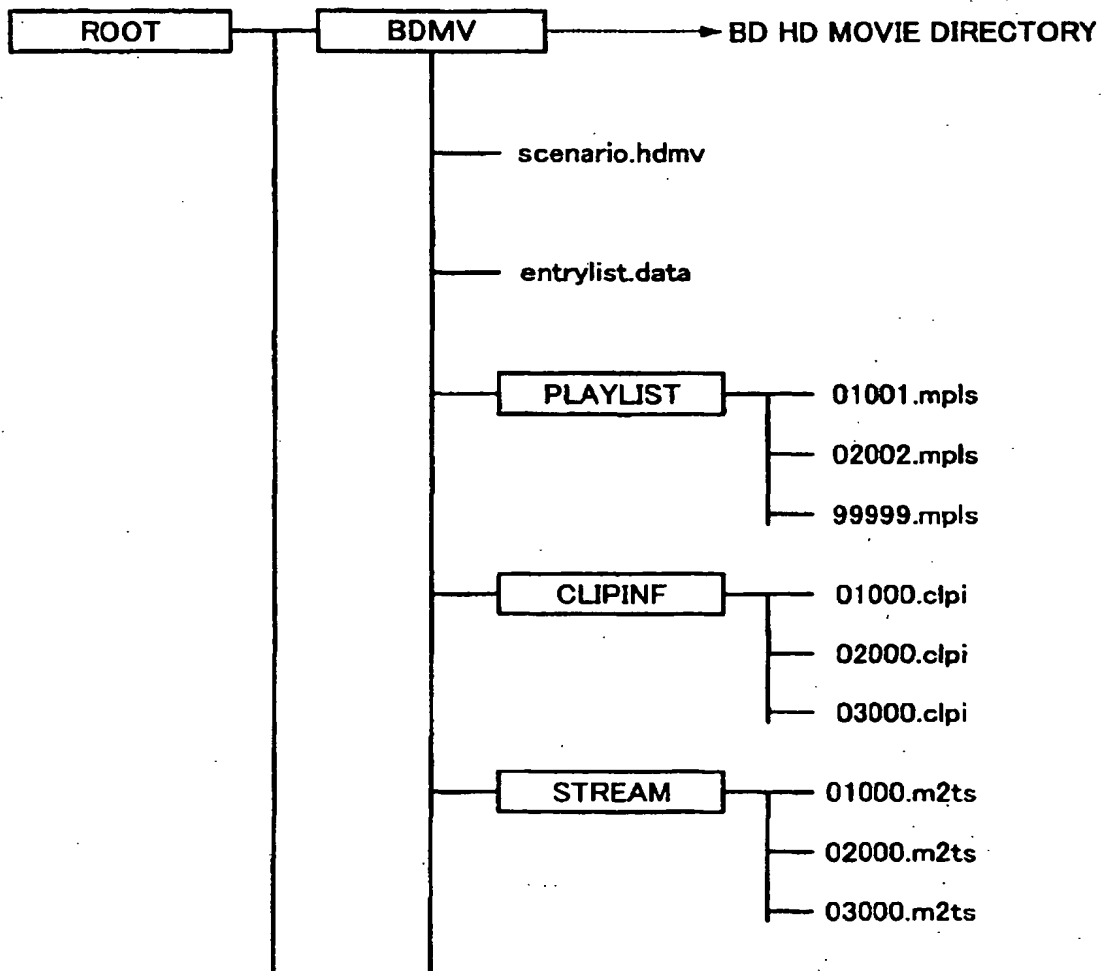 ROOT BDMV BD HD MOVIE DIRECTORY
scenario.hdmv
entrylist.data
PLAYLIST 01001.mpls
02002.mpls
99999.mpls
CLIPINF 01000.clpi
02000.clpi
03000.clpi
STREAM 01000.m2ts
02000.m2ts
03000.m2ts